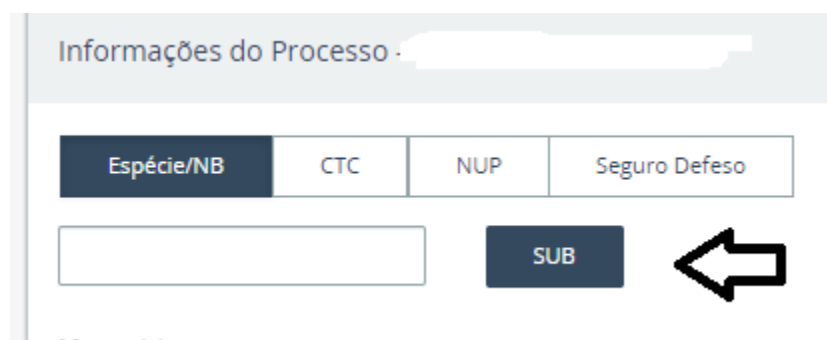 Informações do Processo -
Espécie/NB CTC NUP Seguro Defeso
SUB